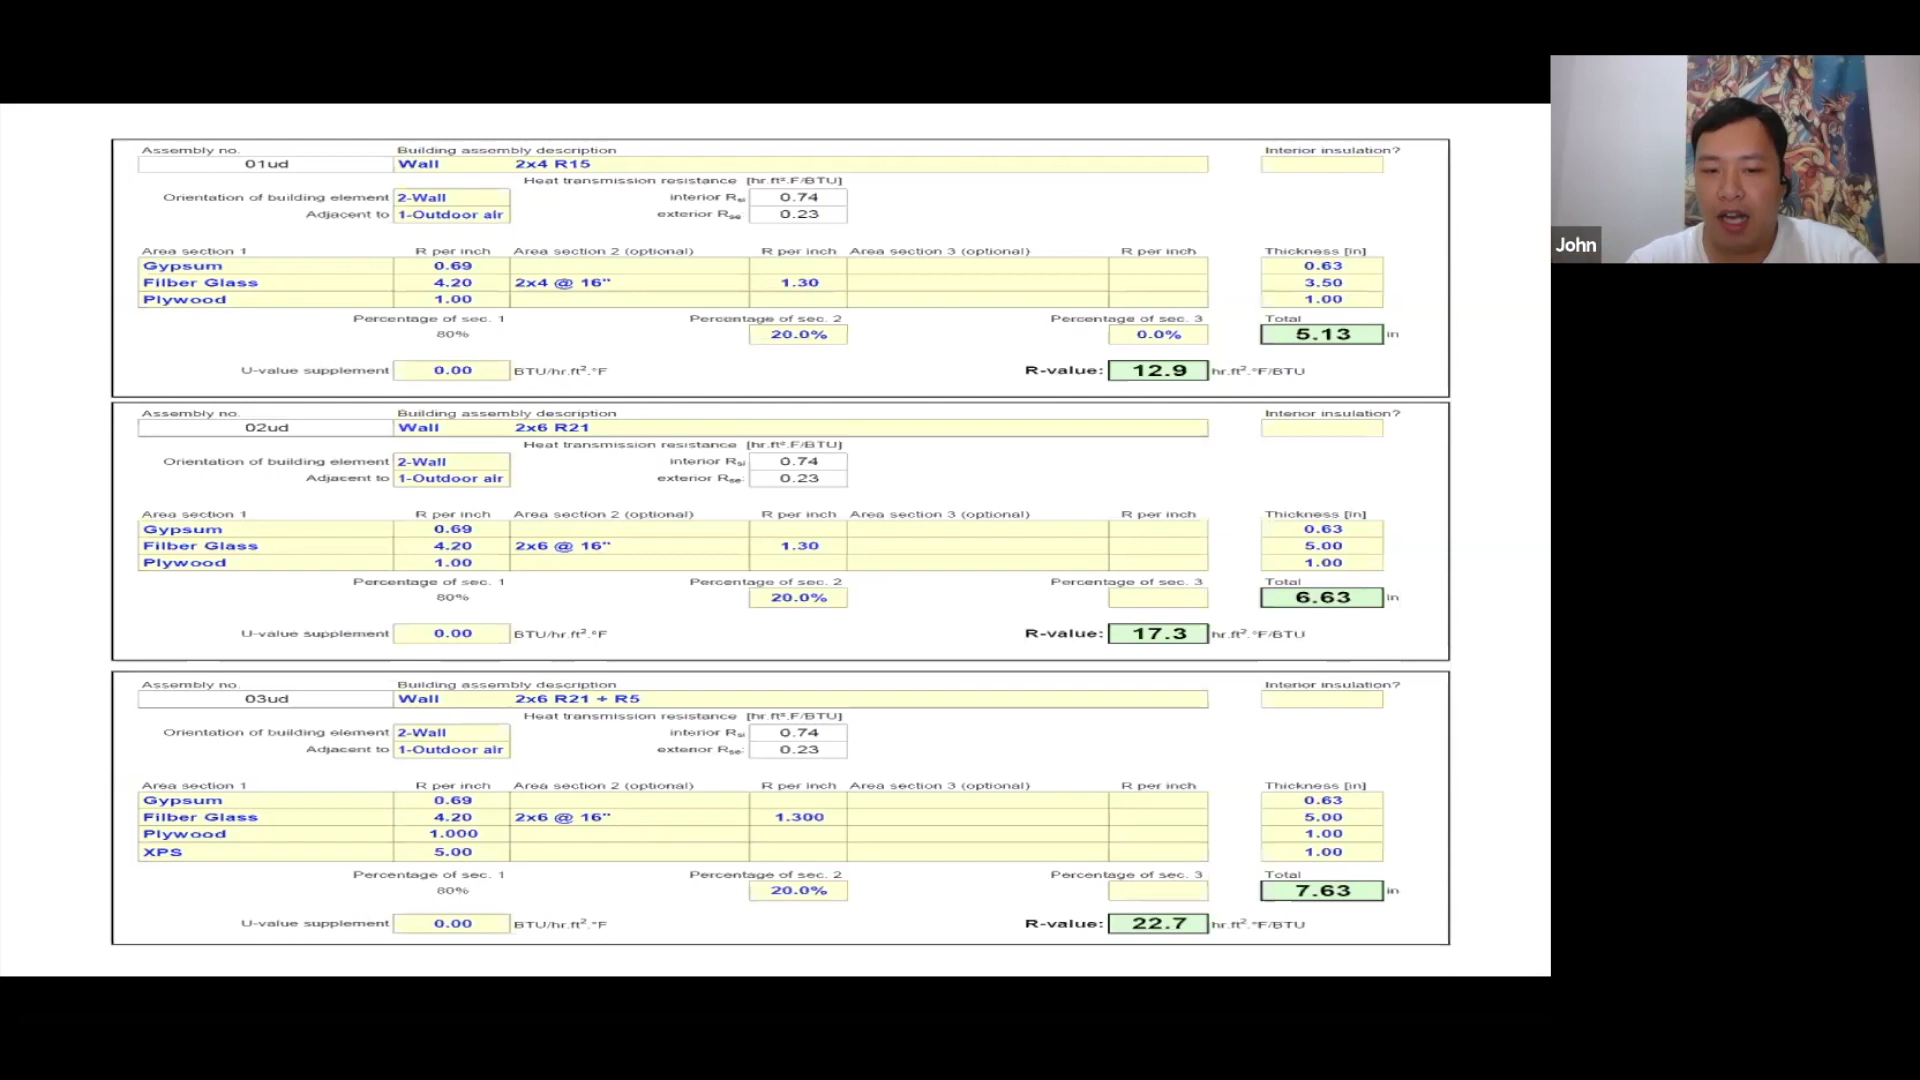 Assembly no. Building assembly description Interior insulation?
01ud Wall 2x4 R15
Heat transmission resistance [hr.ft².F/BTU]
Orientation of building element 2-Wall interior Rsi 0.74
Adjacent to 1-Outdoor air exterior Rse 0.23
Area section 1 R per inch Area section 2 (optional) R per inch Area section 3 (optional) R per inch Thickness [in]
Gypsum 0.69 0.63
Filber Glass 4.20 2x4 @ 16" 1.30 3.50
Plywood 1.00 1.00
Percentage of sec. 1 Percentage of sec. 2 Percentage of sec. 3 Total
80% 20.0% 0.0% 5.13 in
U-value supplement 0.00 BTU/hr.ft².°F R-value: 12.9 hr.ft².°F/BTU
Assembly no. Building assembly description Interior insulation?
02ud Wall 2x6 R21
Heat transmission resistance [hr.ft².F/BTU]
Orientation of building element 2-Wall interior Rsi 0.74
Adjacent to 1-Outdoor air exterior Rse: 0.23
Area section 1 R per inch Area section 2 (optional) R per inch Area section 3 (optional) R per inch Thickness [in]
Gypsum 0.69 0.63
Filber Glass 4.20 2x6 @ 16" 1.30 5.00
Plywood 1.00 1.00
Percentage of sec. 1 Percentage of sec. 2 Percentage of sec. 3 Total
80% 20.0% 6.63 in
U-value supplement 0.00 BTU/hr.ft².°F R-value: 17.3 hr.ft².°F/BTU
Assembly no. Building assembly description Interior insulation?
03ud Wall 2x6 R21 + R5
Heat transmission resistance [hr.ft².F/BTU]
Orientation of building element 2-Wall interior Rsi 0.74
Adjacent to 1-Outdoor air exterior Rse: 0.23
Area section 1 R per inch Area section 2 (optional) R per inch Area section 3 (optional) R per inch Thickness [in]
Gypsum 0.69 0.63
Filber Glass 4.20 2x6 @ 16" 1.300 5.00
Plywood 1.000 1.00
XPS 5.00 1.00
Percentage of sec. 1 Percentage of sec. 2 Percentage of sec. 3 Total
80% 20.0% 7.63 in
U-value supplement 0.00 BTU/hr.ft².°F R-value: 22.7 hr.ft².°F/BTU
John